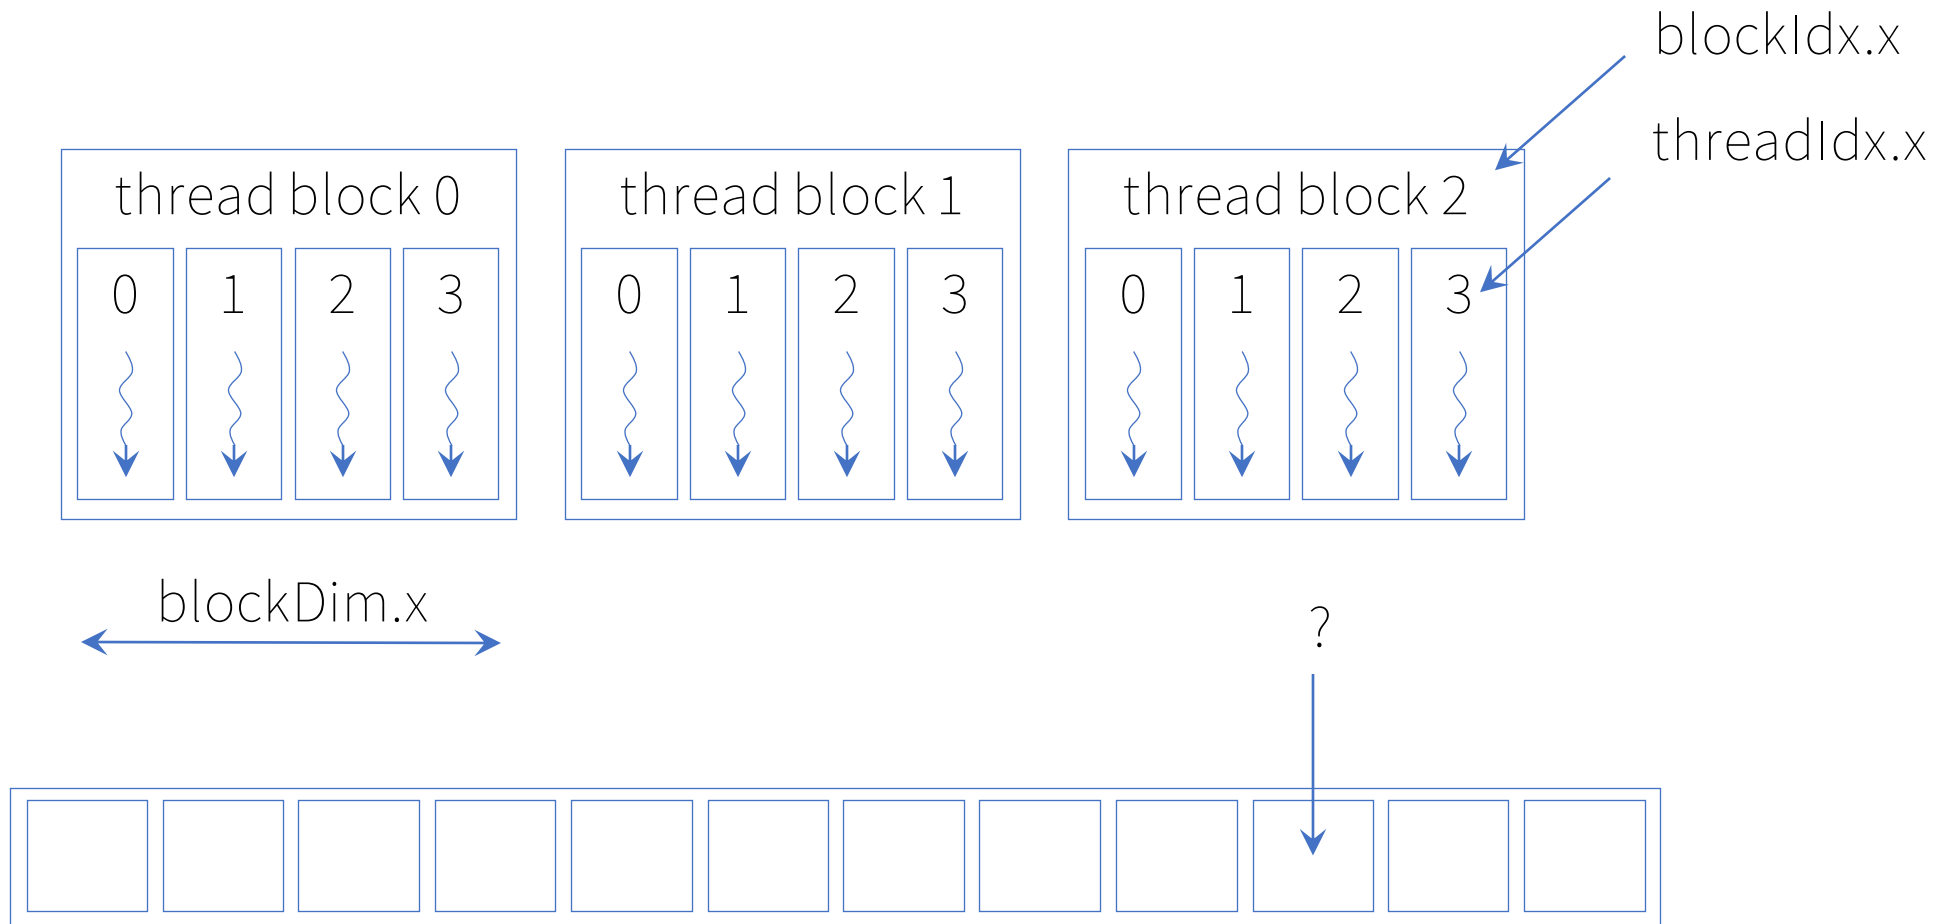 blockIdx.x
threadIdx.x
thread block 0
thread block 1
thread block 2
0 1 2 3
0 1 2 3
0 1 2 3
blockDim.x
?